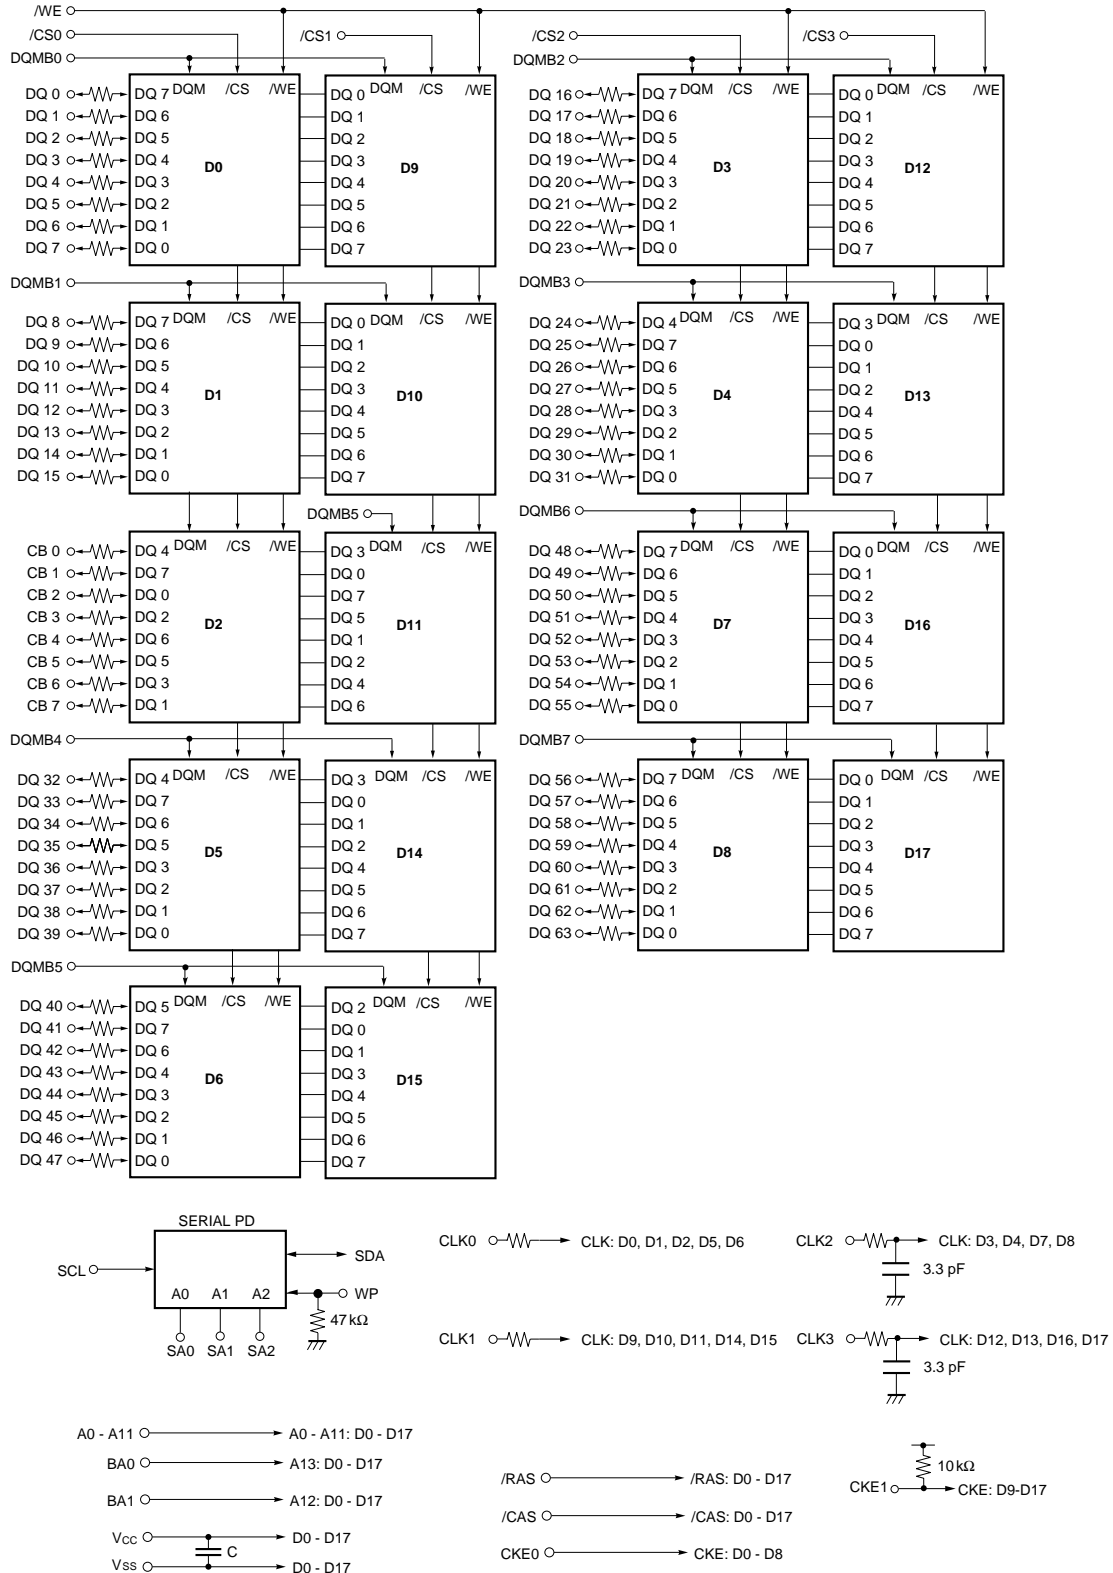 /WE
/CS0
/CS1
/CS2
/CS3
DQMB0
DQMB2
DQ 0 DQ 7 DQM /CS /WE DQ 0 DQM /CS /WE
DQ 1 DQ 6 DQ 1
DQ 2 DQ 5 DQ 2
DQ 3 DQ 4 D0 DQ 3 D9
DQ 4 DQ 3 DQ 4
DQ 5 DQ 2 DQ 5
DQ 6 DQ 1 DQ 6
DQ 7 DQ 0 DQ 7
DQ 16 DQ 7 DQM /CS /WE DQ 0 DQM /CS /WE
DQ 17 DQ 6 DQ 1
DQ 18 DQ 5 DQ 2
DQ 19 DQ 4 D3 DQ 3 D12
DQ 20 DQ 3 DQ 4
DQ 21 DQ 2 DQ 5
DQ 22 DQ 1 DQ 6
DQ 23 DQ 0 DQ 7
DQMB1
DQ 8 DQ 7 DQM /CS /WE DQ 0 DQM /CS /WE
DQ 9 DQ 6 DQ 1
DQ 10 DQ 5 DQ 2
DQ 11 DQ 4 D1 DQ 3 D10
DQ 12 DQ 3 DQ 4
DQ 13 DQ 2 DQ 5
DQ 14 DQ 1 DQ 6
DQ 15 DQ 0 DQ 7
DQMB3
DQ 24 DQ 4 DQM /CS /WE DQ 3 DQM /CS /WE
DQ 25 DQ 7 DQ 0
DQ 26 DQ 6 DQ 1
DQ 27 DQ 5 D4 DQ 2 D13
DQ 28 DQ 3 DQ 4
DQ 29 DQ 2 DQ 5
DQ 30 DQ 1 DQ 6
DQ 31 DQ 0 DQ 7
DQMB5
CB 0 DQ 4 DQM /CS /WE DQ 3 DQM /CS /WE
CB 1 DQ 7 DQ 0
CB 2 DQ 0 DQ 7
CB 3 DQ 2 D2 DQ 5 D11
CB 4 DQ 6 DQ 1
CB 5 DQ 5 DQ 2
CB 6 DQ 3 DQ 4
CB 7 DQ 1 DQ 6
DQMB6
DQ 48 DQ 7 DQM /CS /WE DQ 0 DQM /CS /WE
DQ 49 DQ 6 DQ 1
DQ 50 DQ 5 DQ 2
DQ 51 DQ 4 D7 DQ 3 D16
DQ 52 DQ 3 DQ 4
DQ 53 DQ 2 DQ 5
DQ 54 DQ 1 DQ 6
DQ 55 DQ 0 DQ 7
DQMB4
DQ 32 DQ 4 DQM /CS /WE DQ 3 DQM /CS /WE
DQ 33 DQ 7 DQ 0
DQ 34 DQ 6 DQ 1
DQ 35 DQ 5 D5 DQ 2 D14
DQ 36 DQ 3 DQ 4
DQ 37 DQ 2 DQ 5
DQ 38 DQ 1 DQ 6
DQ 39 DQ 0 DQ 7
DQMB7
DQ 56 DQ 7 DQM /CS /WE DQ 0 DQM /CS /WE
DQ 57 DQ 6 DQ 1
DQ 58 DQ 5 DQ 2
DQ 59 DQ 4 D8 DQ 3 D17
DQ 60 DQ 3 DQ 4
DQ 61 DQ 2 DQ 5
DQ 62 DQ 1 DQ 6
DQ 63 DQ 0 DQ 7
DQMB5
DQ 40 DQ 5 DQM /CS /WE DQ 2 DQM /CS /WE
DQ 41 DQ 7 DQ 0
DQ 42 DQ 6 DQ 1
DQ 43 DQ 4 D6 DQ 3 D15
DQ 44 DQ 3 DQ 4
DQ 45 DQ 2 DQ 5
DQ 46 DQ 1 DQ 6
DQ 47 DQ 0 DQ 7
SERIAL PD
SCL
SDA
A0 A1 A2
WP
47 kΩ
SA0 SA1 SA2
CLK0 CLK: D0, D1, D2, D5, D6
CLK2 CLK: D3, D4, D7, D8
3.3 pF
CLK1 CLK: D9, D10, D11, D14, D15
CLK3 CLK: D12, D13, D16, D17
3.3 pF
A0 - A11 A0 - A11: D0 - D17
BA0 A13: D0 - D17
BA1 A12: D0 - D17
VCC D0 - D17
C
VSS D0 - D17
/RAS /RAS: D0 - D17
/CAS /CAS: D0 - D17
CKE0 CKE: D0 - D8
10 kΩ
CKE1 CKE: D9-D17